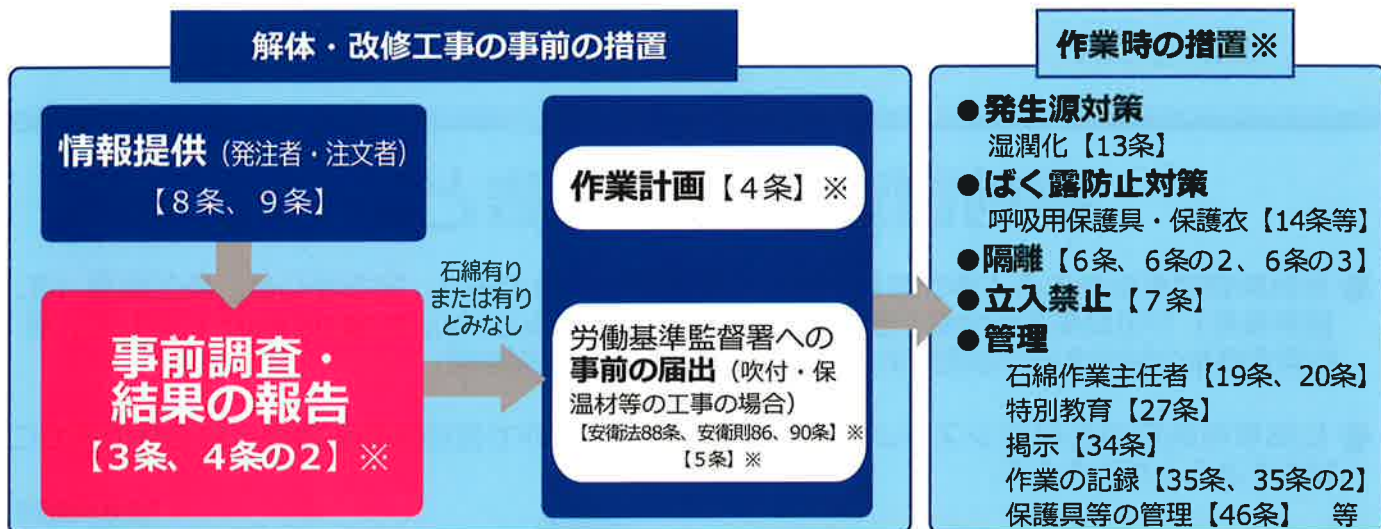 解体・改修工事の事前の措置
情報提供（発注者・注文者）
【８条、９条】
事前調査・
結果の報告
【３条、４条の２】※
石綿有り
または有り
とみなし
作業計画【４条】※
労働基準監督署への
事前の届出（吹付・保
温材等の工事の場合）
【安衛法88条、安衛則86、90条】※
【５条】※
作業時の措置※
●発生源対策
湿潤化【13条】
●ばく露防止対策
呼吸用保護具・保護衣【14条等】
●隔離【６条、６条の２、６条の３】
●立入禁止【７条】
●管理
石綿作業主任者【19条、20条】
特別教育【27条】
掲示【34条】
作業の記録【35条、35条の2】
保護具等の管理【46条】　等